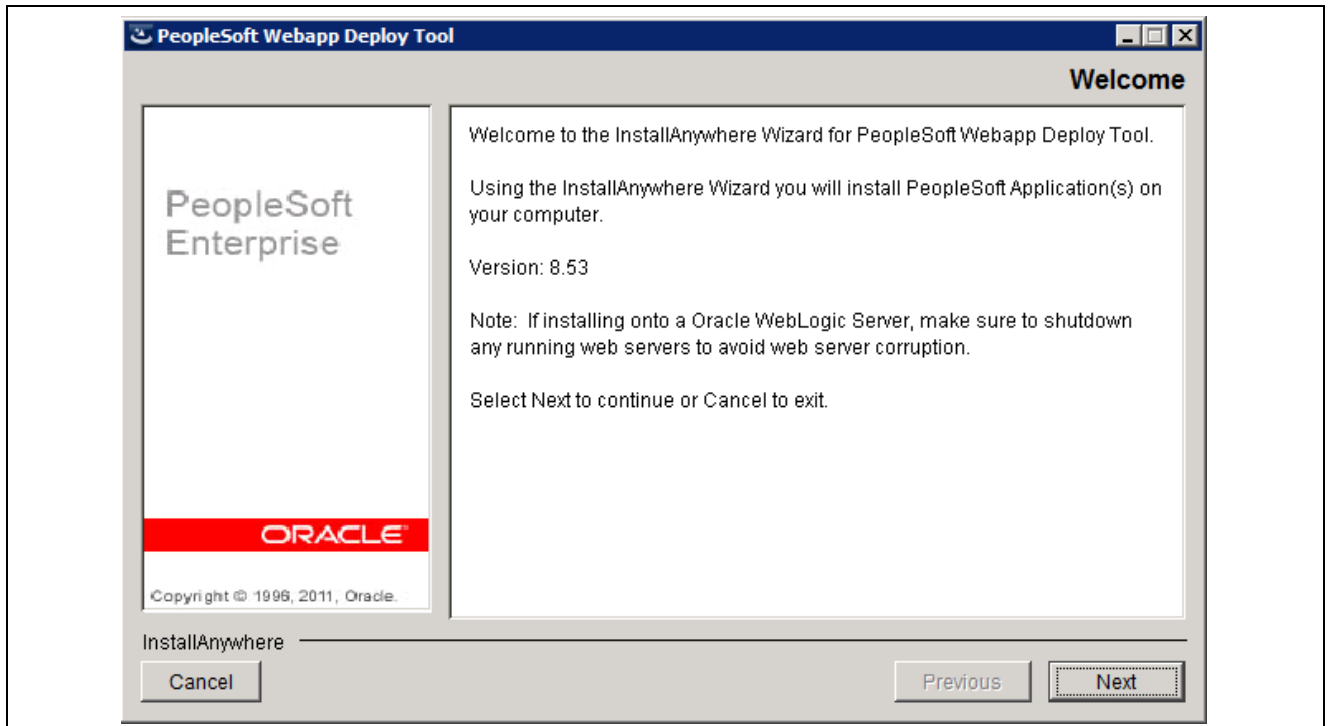 PeopleSoft Webapp Deploy Tool
Welcome
PeopleSoft
Enterprise
ORACLE
Copyright © 1996, 2011, Oracle.
Welcome to the InstallAnywhere Wizard for PeopleSoft Webapp Deploy Tool.
Using the InstallAnywhere Wizard you will install PeopleSoft Application(s) on
your computer.
Version: 8.53
Note:  If installing onto a Oracle WebLogic Server, make sure to shutdown
any running web servers to avoid web server corruption.
Select Next to continue or Cancel to exit.
InstallAnywhere
Cancel
Previous
Next